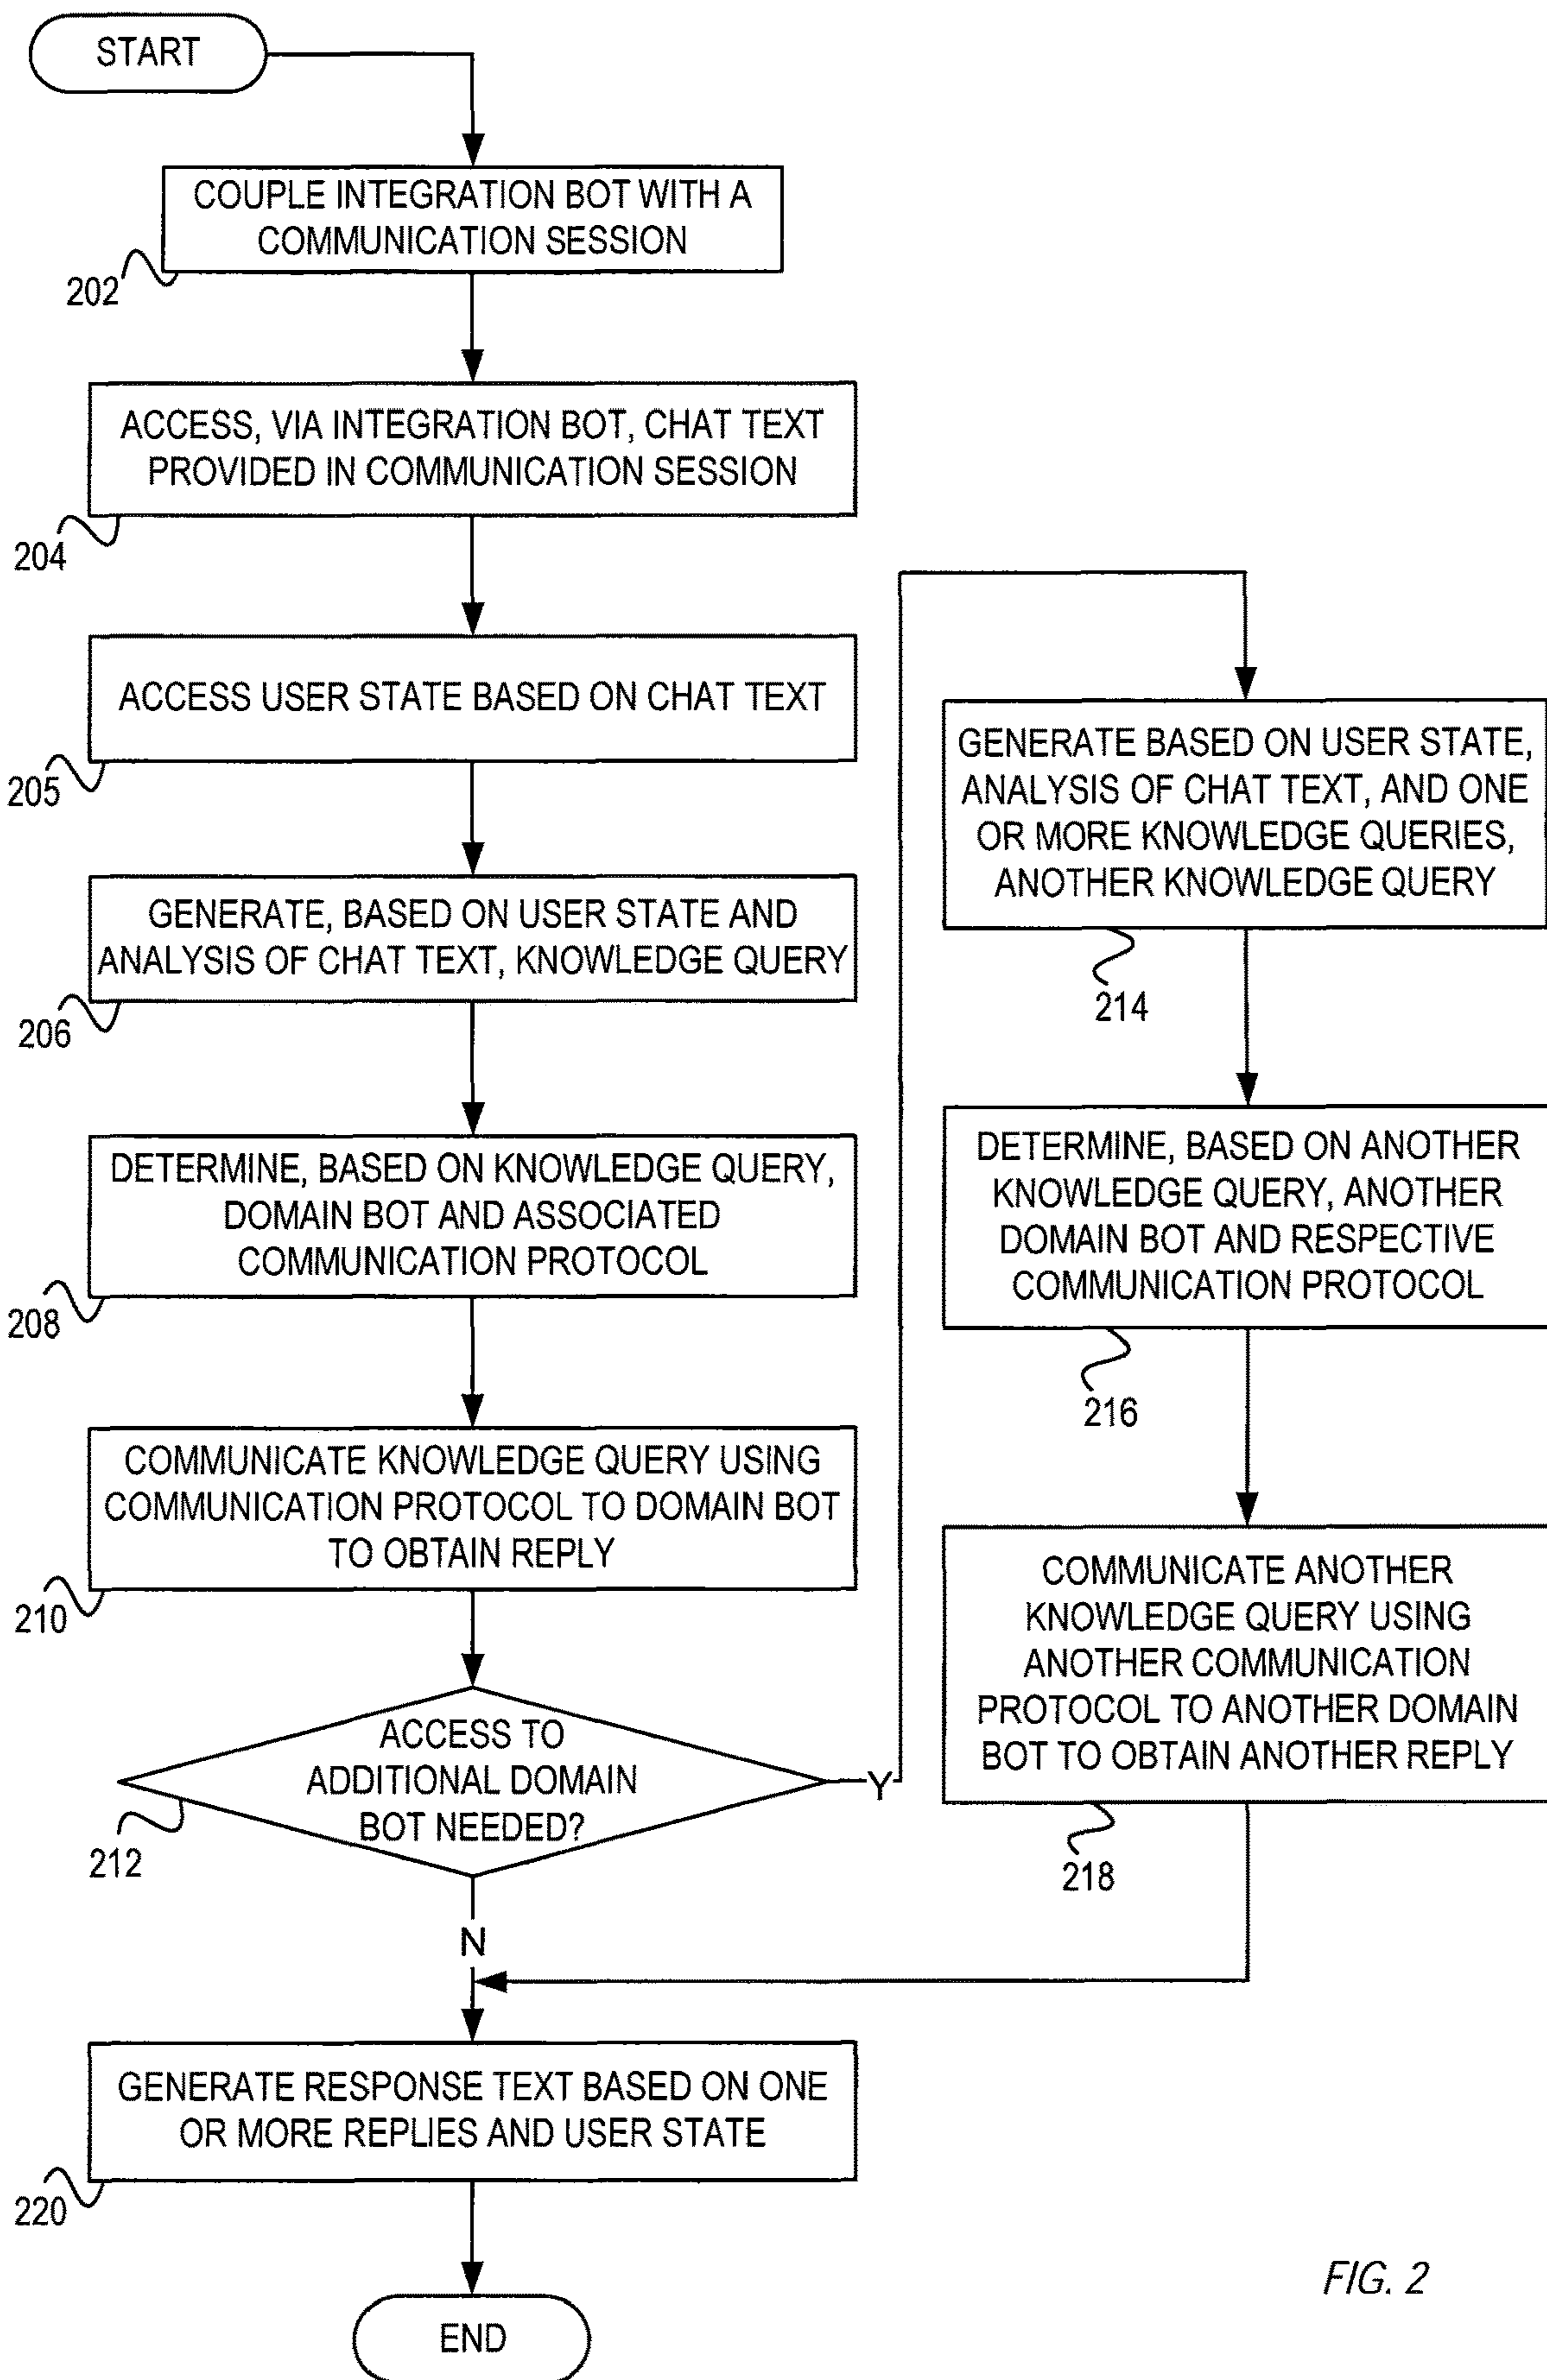 START
COUPLE INTEGRATION BOT WITH A
COMMUNICATION SESSION
202
ACCESS, VIA INTEGRATION BOT, CHAT TEXT
PROVIDED IN COMMUNICATION SESSION
204
ACCESS USER STATE BASED ON CHAT TEXT
205
GENERATE, BASED ON USER STATE AND
ANALYSIS OF CHAT TEXT, KNOWLEDGE QUERY
206
DETERMINE, BASED ON KNOWLEDGE QUERY,
DOMAIN BOT AND ASSOCIATED
COMMUNICATION PROTOCOL
208
COMMUNICATE KNOWLEDGE QUERY USING
COMMUNICATION PROTOCOL TO DOMAIN BOT
TO OBTAIN REPLY
210
ACCESS TO
ADDITIONAL DOMAIN
BOT NEEDED?
212
Y
N
GENERATE BASED ON USER STATE,
ANALYSIS OF CHAT TEXT, AND ONE
OR MORE KNOWLEDGE QUERIES,
ANOTHER KNOWLEDGE QUERY
214
DETERMINE, BASED ON ANOTHER
KNOWLEDGE QUERY, ANOTHER
DOMAIN BOT AND RESPECTIVE
COMMUNICATION PROTOCOL
216
COMMUNICATE ANOTHER
KNOWLEDGE QUERY USING
ANOTHER COMMUNICATION
PROTOCOL TO ANOTHER DOMAIN
BOT TO OBTAIN ANOTHER REPLY
218
GENERATE RESPONSE TEXT BASED ON ONE
OR MORE REPLIES AND USER STATE
220
END
FIG. 2